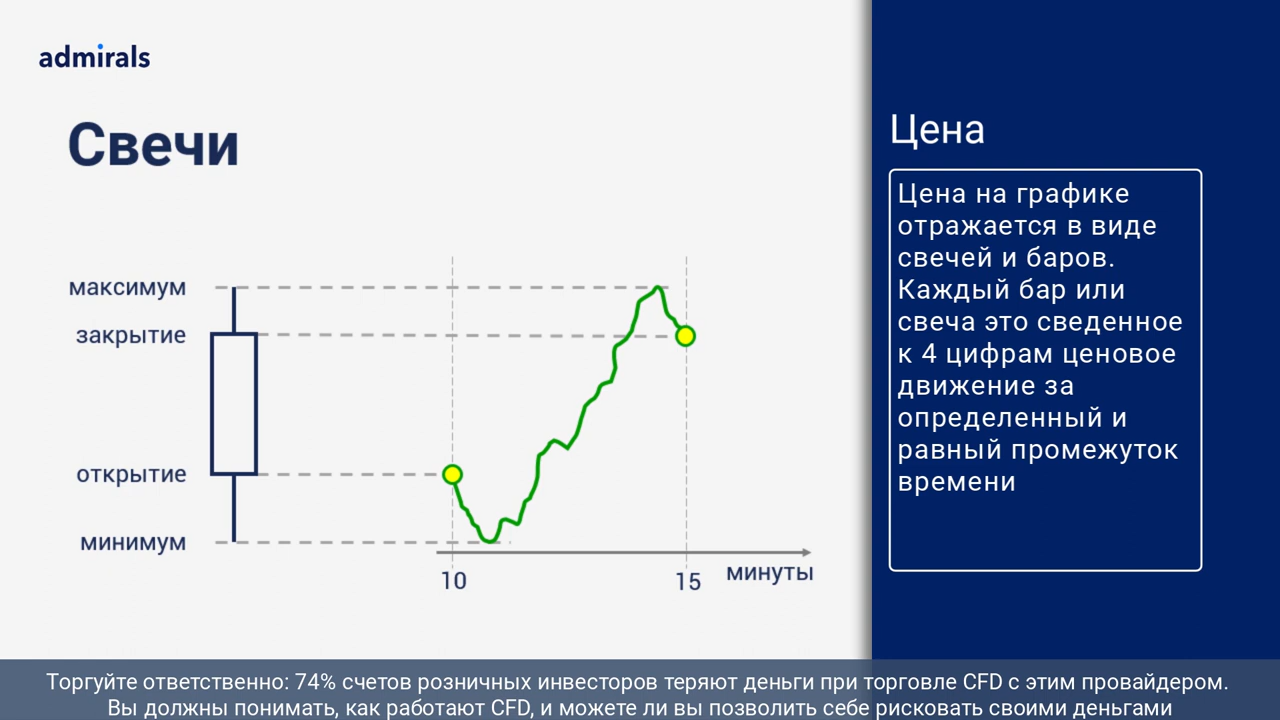 admirals
Свечи
максимум
закрытие
открытие
минимум
10
15
минуты
Цена
Цена на графике
отражается в виде
свечей и баров.
Каждый бар или
свеча это сведенное
к 4 цифрам ценовое
движение за
определенный и
равный промежуток
времени
Торгуйте ответственно: 74% счетов розничных инвесторов теряют деньги при торговле CFD с этим провайдером.
Вы должны понимать, как работают CFD, и можете ли вы позволить себе рисковать своими деньгами